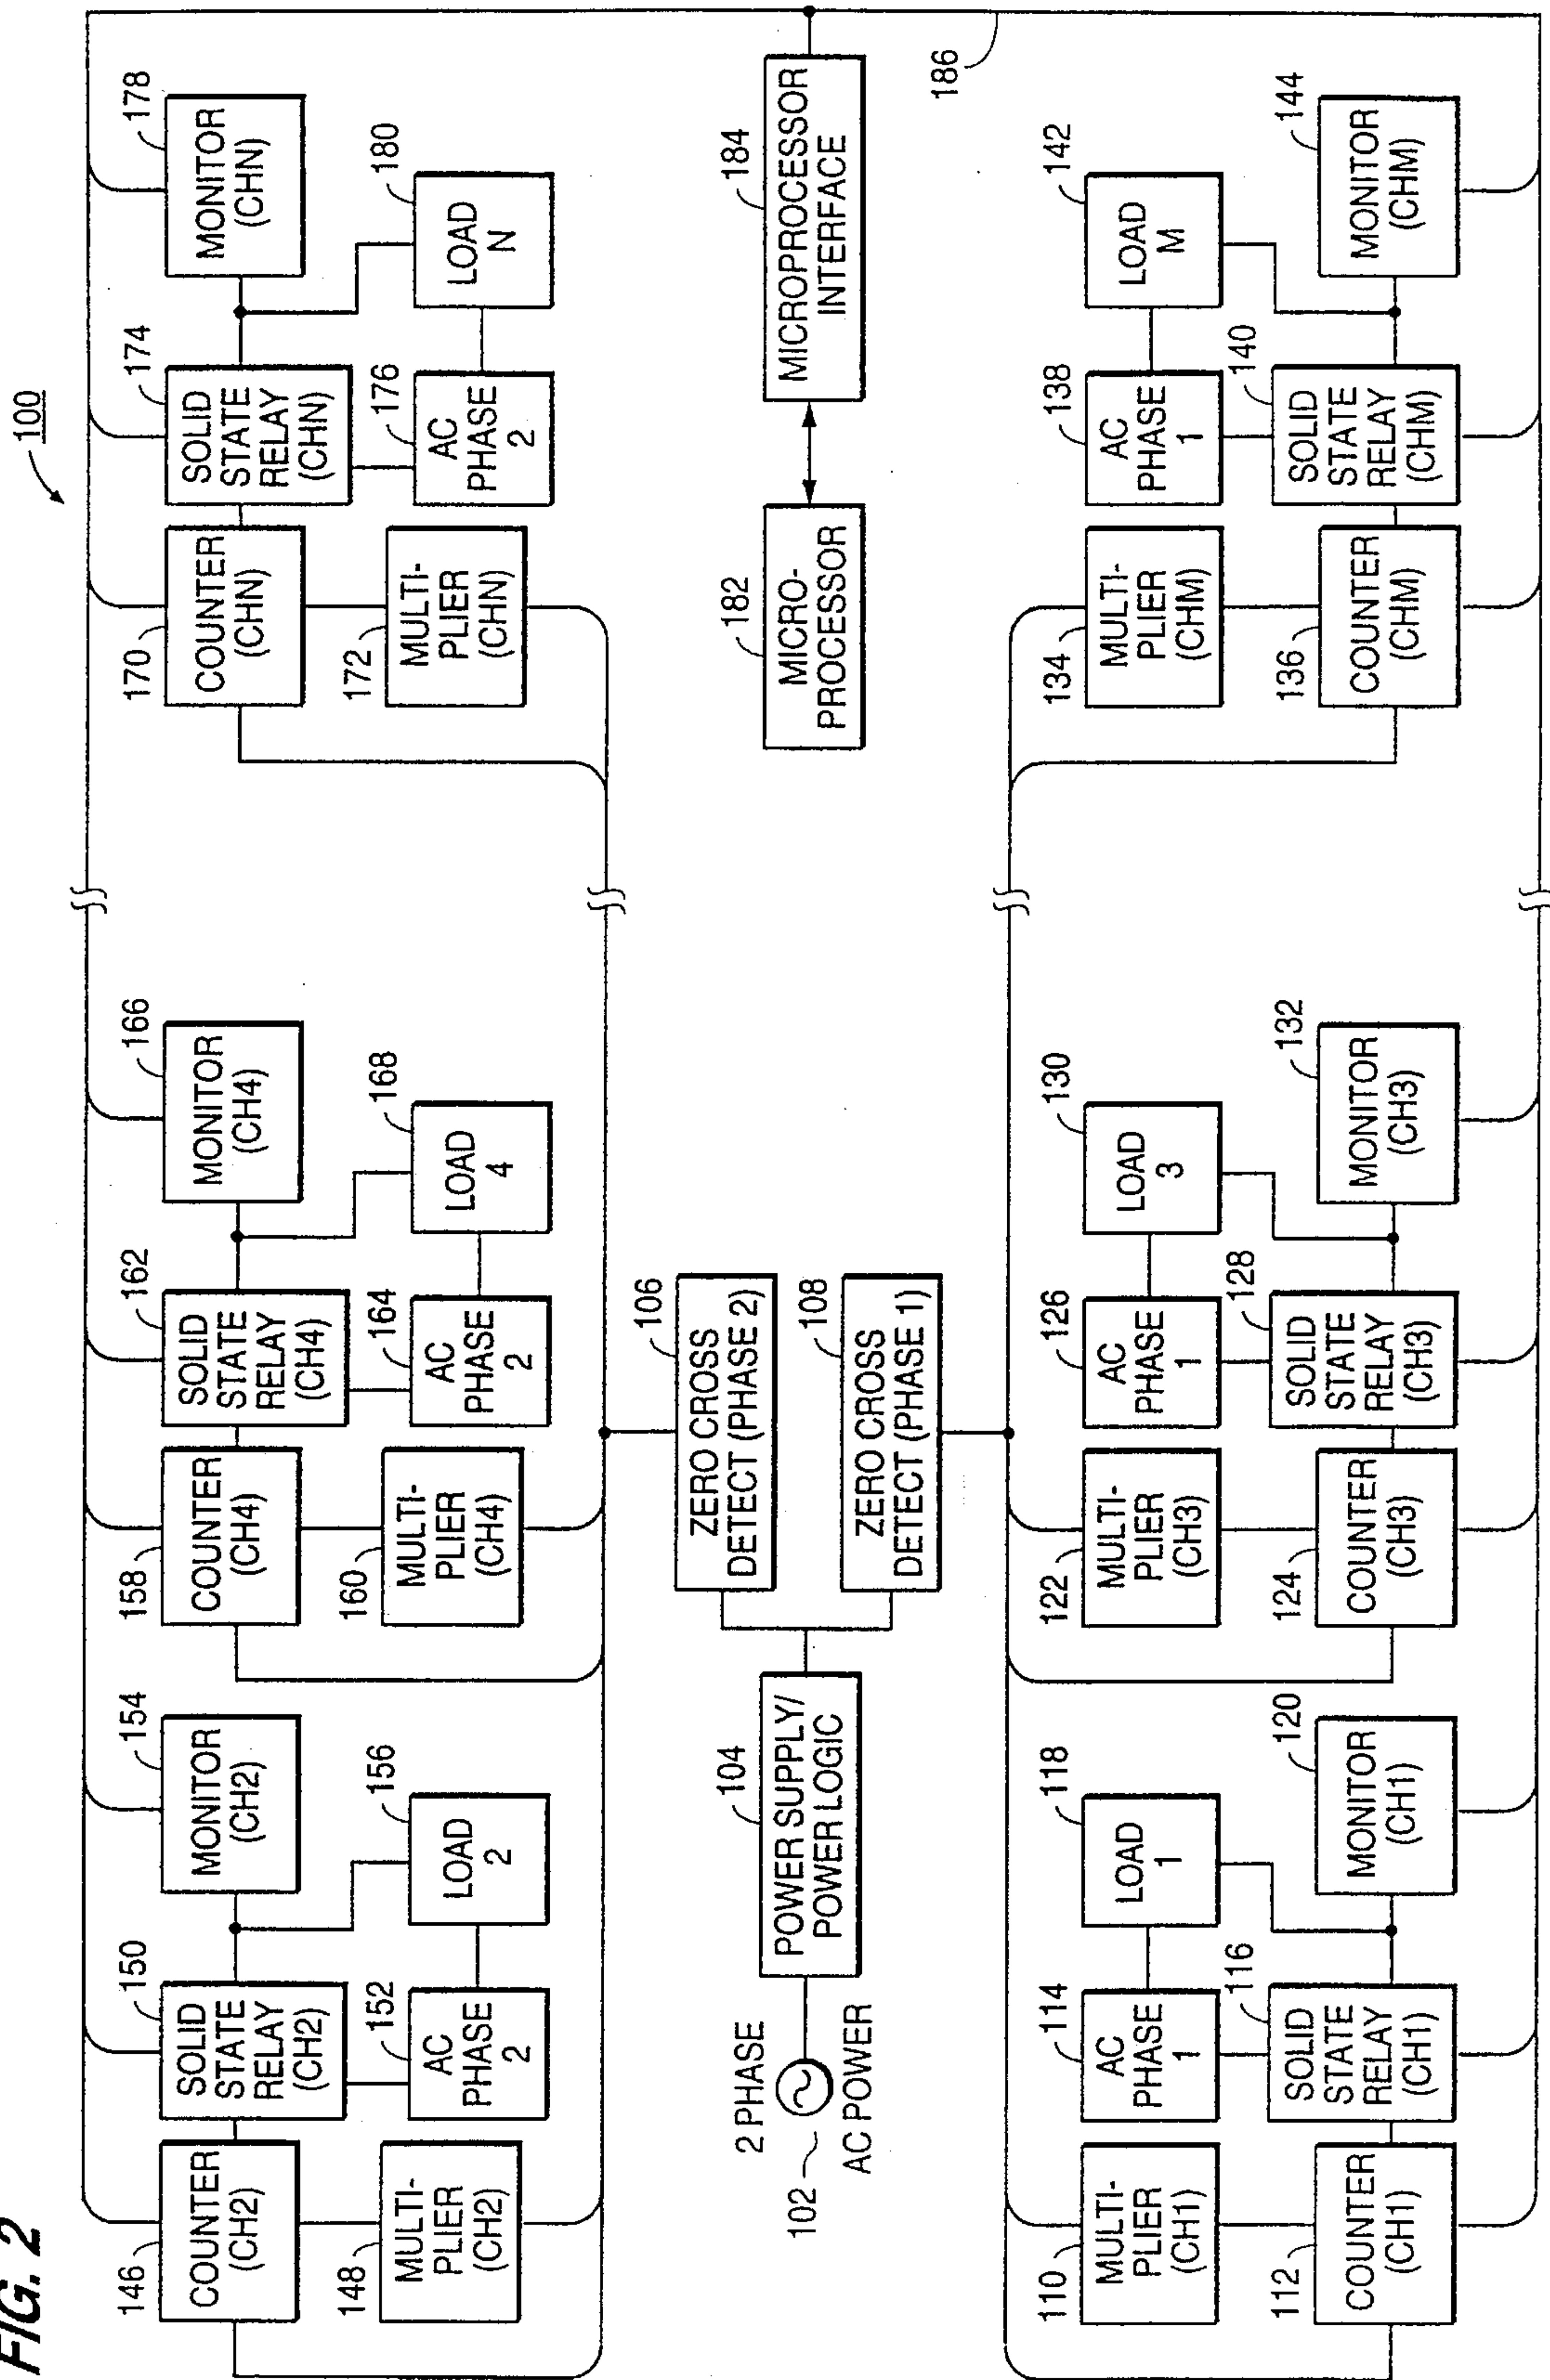 FIG. 2
100
146
COUNTER
(CH2)
148
MULTI-
PLIER
(CH2)
150
SOLID
STATE
RELAY
(CH2)
152
AC
PHASE
2
154
MONITOR
(CH2)
156
LOAD
2
158
COUNTER
(CH4)
160
MULTI-
PLIER
(CH4)
162
SOLID
STATE
RELAY
(CH4)
164
AC
PHASE
2
166
MONITOR
(CH4)
168
LOAD
4
170
COUNTER
(CHN)
172
MULTI-
PLIER
(CHN)
174
SOLID
STATE
RELAY
(CHN)
176
AC
PHASE
2
178
MONITOR
(CHN)
180
LOAD
N
2 PHASE
102
AC POWER
104
POWER SUPPLY/
POWER LOGIC
106
ZERO CROSS
DETECT (PHASE 2)
108
ZERO CROSS
DETECT (PHASE 1)
182
MICRO-
PROCESSOR
184
MICROPROCESSOR
INTERFACE
186
110
MULTI-
PLIER
(CH1)
112
COUNTER
(CH1)
114
AC
PHASE
1
116
SOLID
STATE
RELAY
(CH1)
118
LOAD
1
120
MONITOR
(CH1)
122
MULTI-
PLIER
(CH3)
124
COUNTER
(CH3)
126
AC
PHASE
1
128
SOLID
STATE
RELAY
(CH3)
130
LOAD
3
132
MONITOR
(CH3)
134
MULTI-
PLIER
(CHM)
136
COUNTER
(CHM)
138
AC
PHASE
1
140
SOLID
STATE
RELAY
(CHM)
142
LOAD
M
144
MONITOR
(CHM)